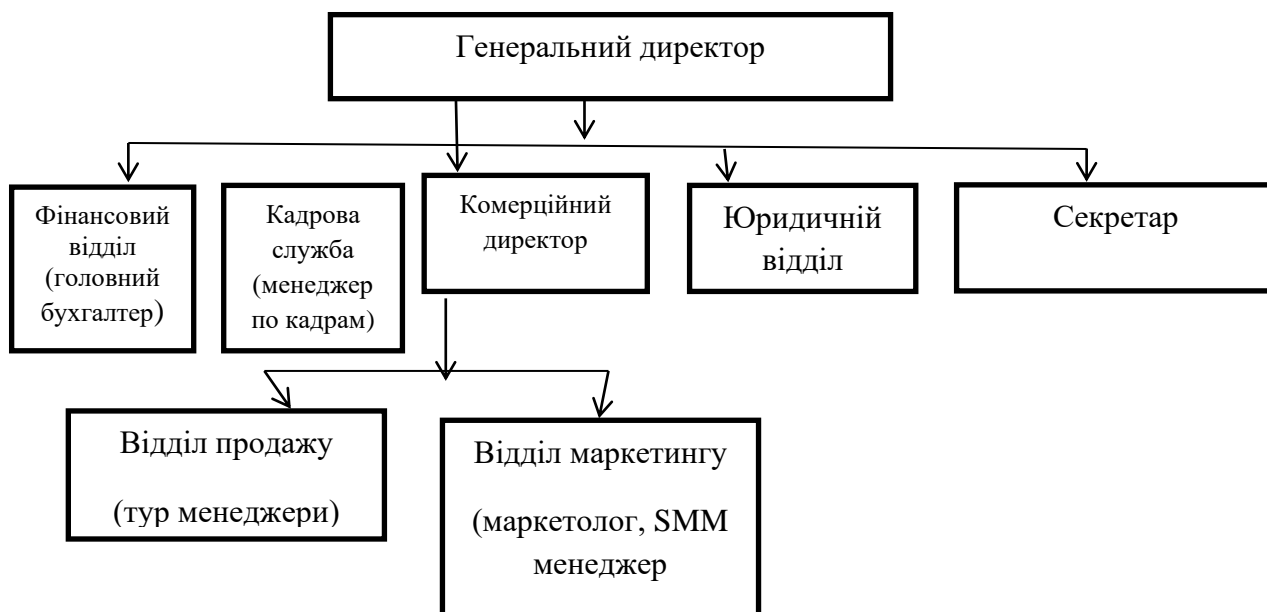 Генеральний директор
Фінансовий
відділ
(головний
бухгалтер)
Кадрова
служба
(менеджер
по кадрам)
Комерційний
директор
Юридичній
відділ
Секретар
Відділ продажу
(тур менеджери)
Відділ маркетингу
(маркетолог, SMM
менеджер